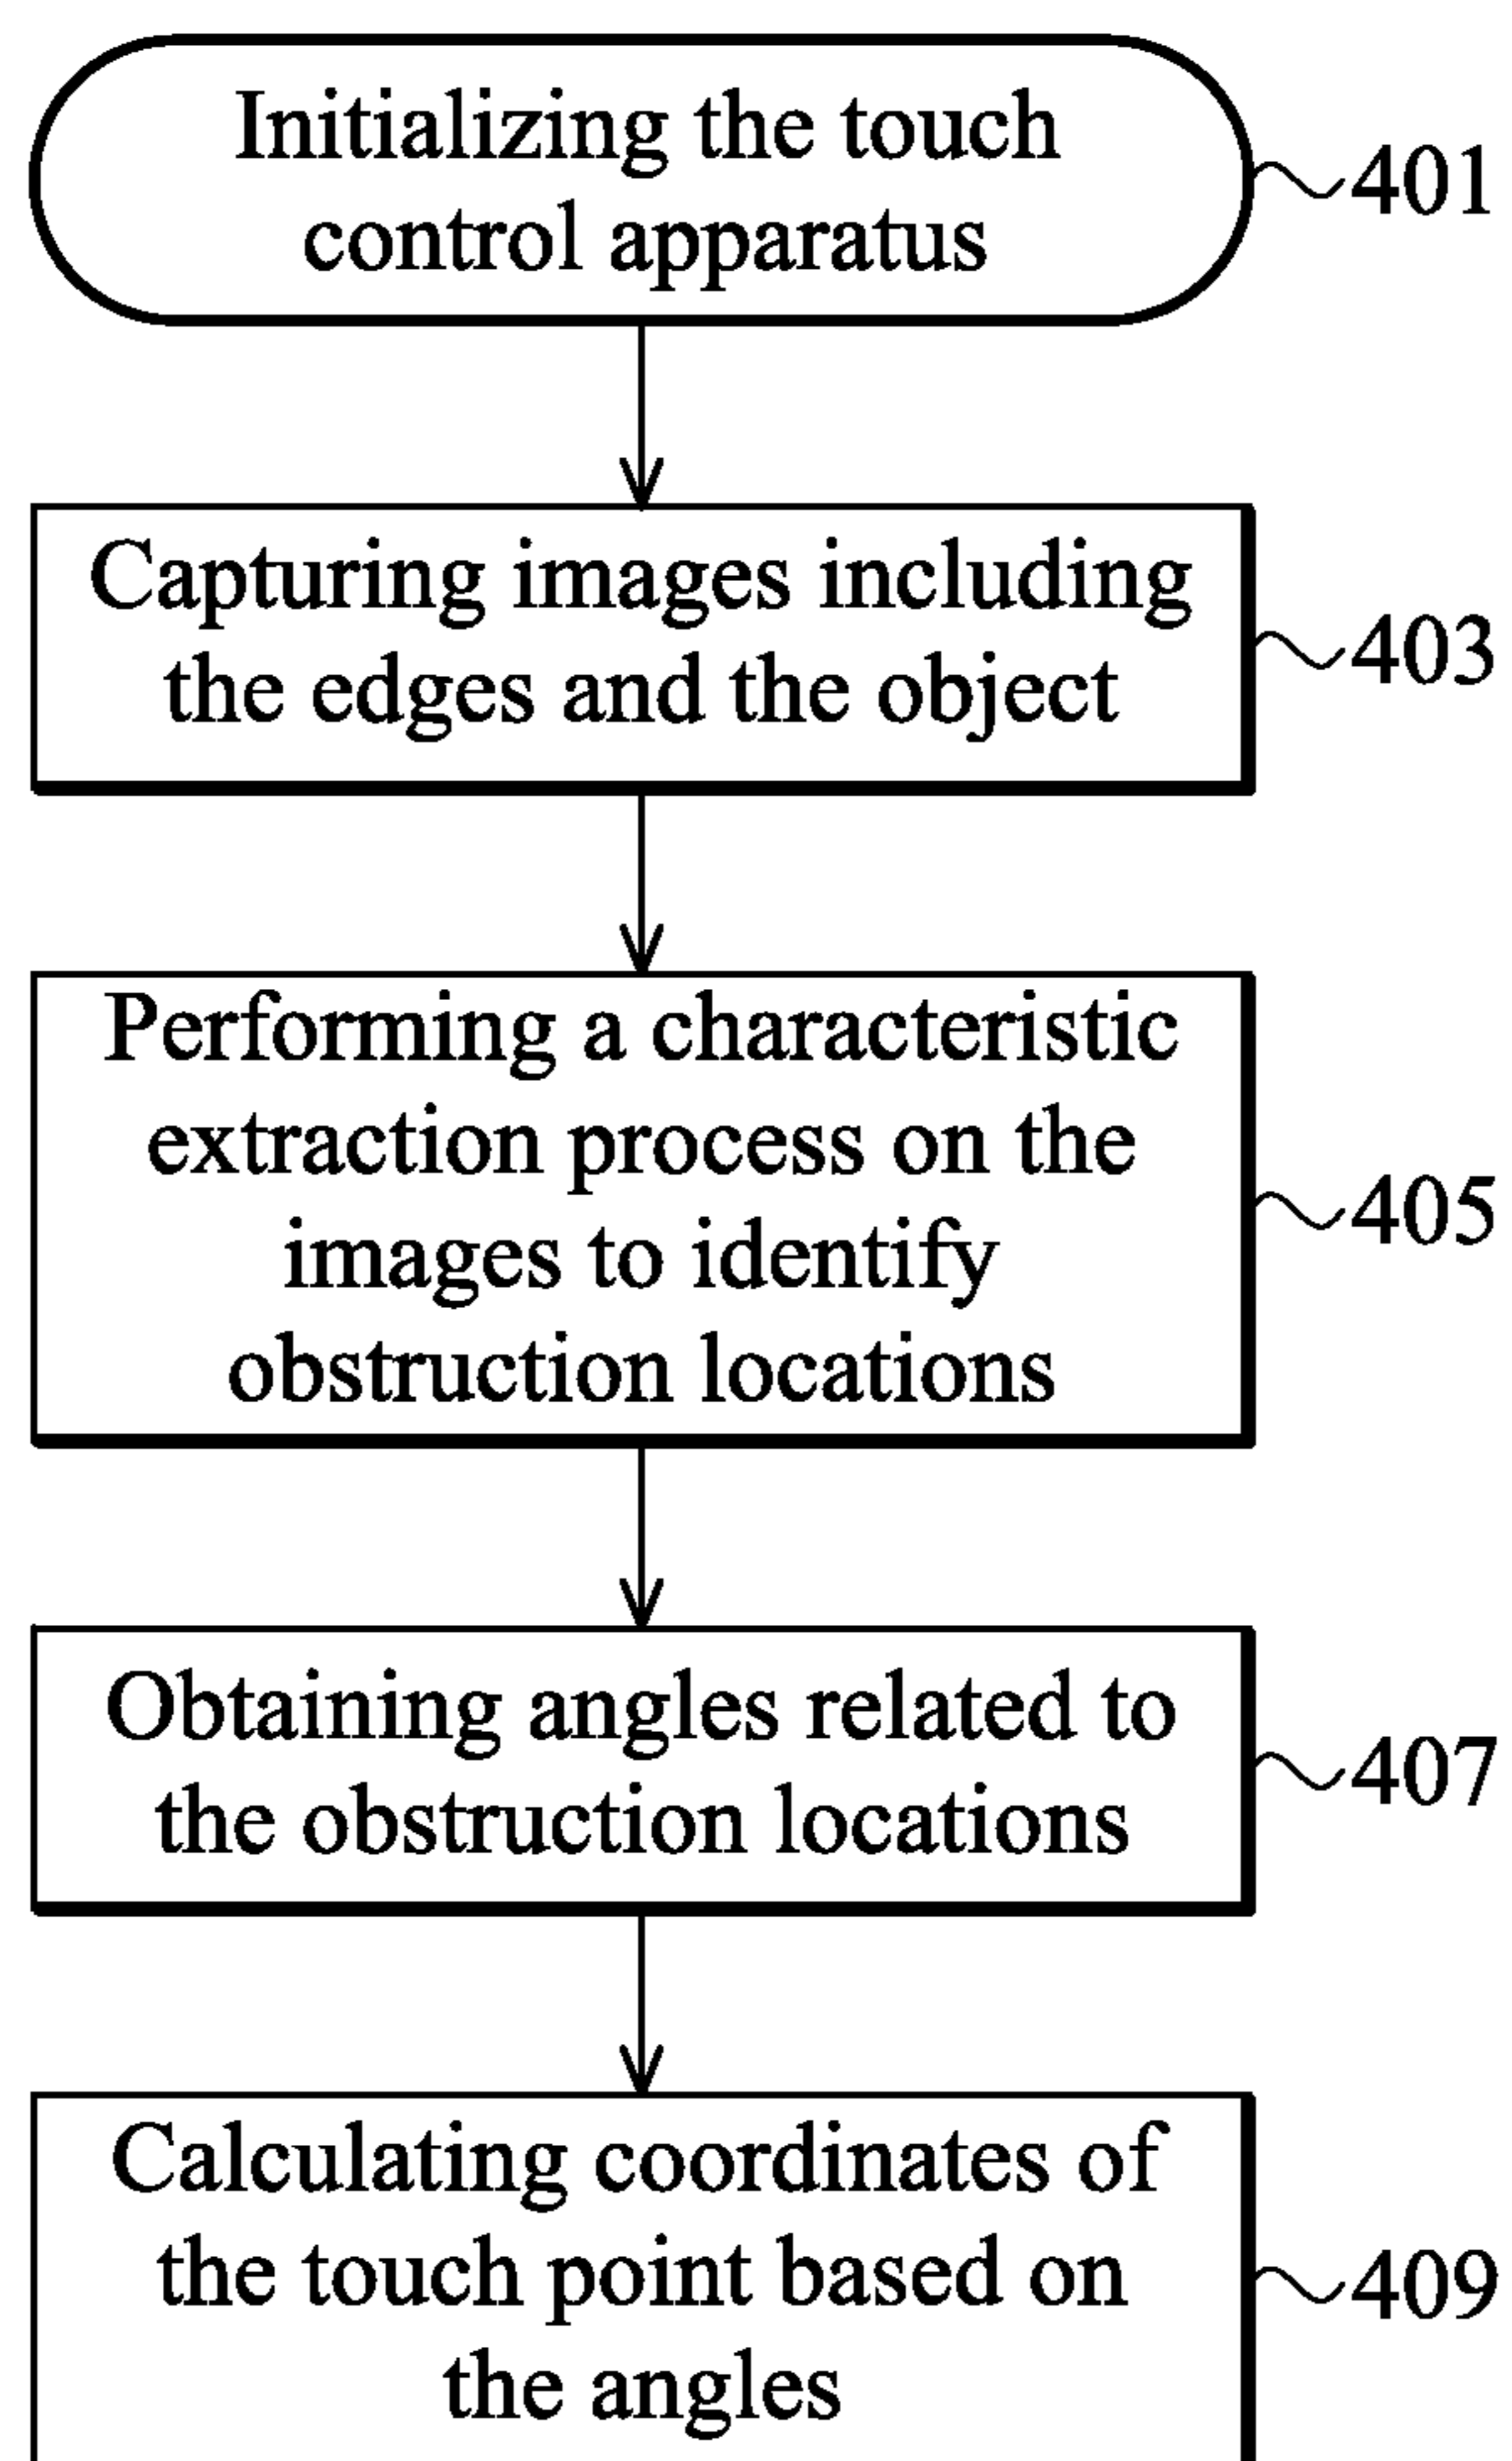 Initializing the touch
control apparatus
401
Capturing images including
the edges and the object
403
Performing a characteristic
extraction process on the
images to identify
obstruction locations
405
Obtaining angles related to
the obstruction locations
407
Calculating coordinates of
the touch point based on
the angles
409